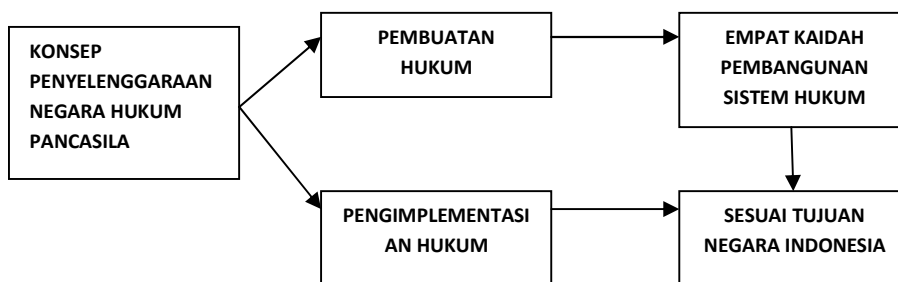 KONSEP
PENYELENGGARAAN
NEGARA HUKUM
PANCASILA
PEMBUATAN
HUKUM
EMPAT KAIDAH
PEMBANGUNAN
SISTEM HUKUM
PENGIMPLEMENTASI
AN HUKUM
SESUAI TUJUAN
NEGARA INDONESIA